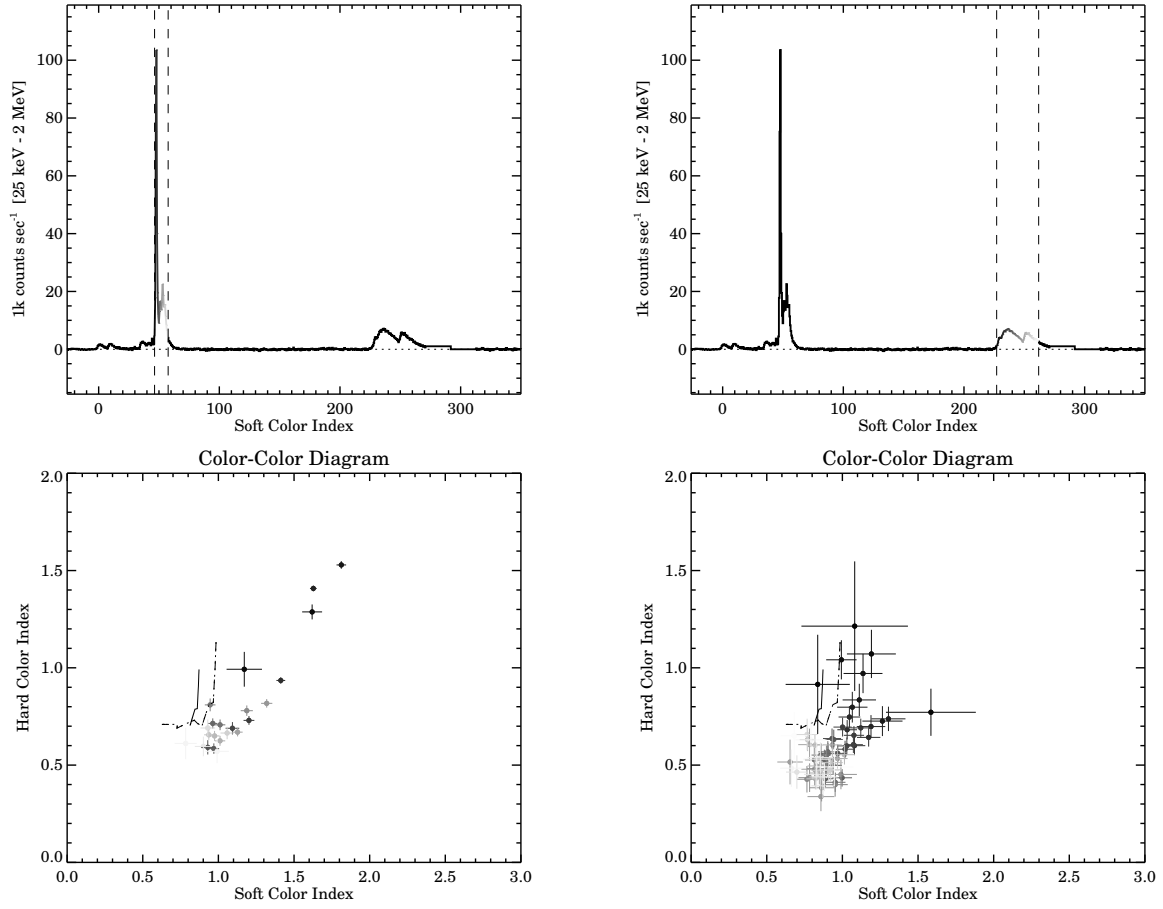 1k counts sec⁻¹ [25 keV - 2 MeV]
100
80
60
40
20
0
0 100 200 300
Soft Color Index
1k counts sec⁻¹ [25 keV - 2 MeV]
100
80
60
40
20
0
0 100 200 300
Soft Color Index
Color-Color Diagram
Hard Color Index
2.0
1.5
1.0
0.5
0.0
0.0 0.5 1.0 1.5 2.0 2.5 3.0
Soft Color Index
Color-Color Diagram
Hard Color Index
2.0
1.5
1.0
0.5
0.0
0.0 0.5 1.0 1.5 2.0 2.5 3.0
Soft Color Index